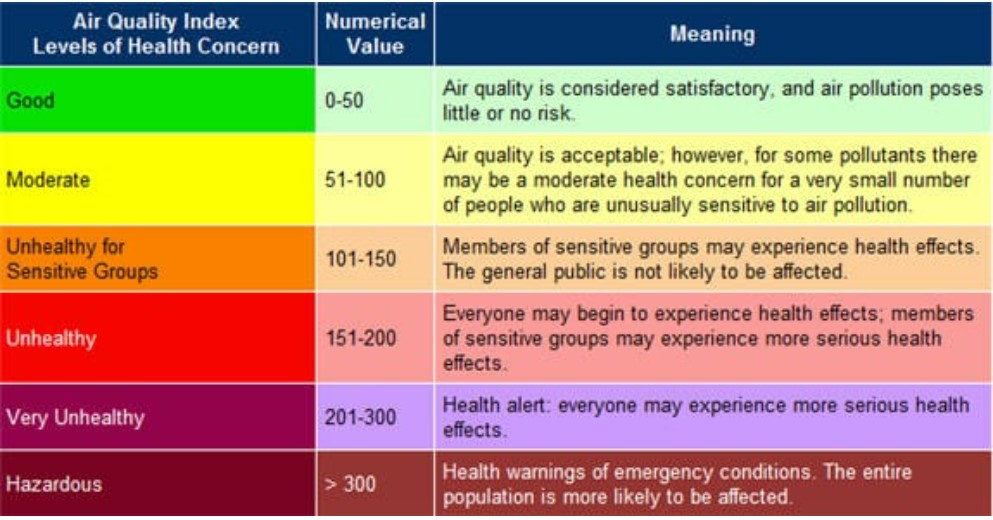 Air Quality Index
Levels of Health Concern
Numerical
Value
Meaning
Good
0-50
Air quality is considered satisfactory, and air pollution poses
little or no risk.
Moderate
51-100
Air quality is acceptable; however, for some pollutants there
may be a moderate health concern for a very small number
of people who are unusually sensitive to air pollution.
Unhealthy for
Sensitive Groups
101-150
Members of sensitive groups may experience health effects.
The general public is not likely to be affected.
Unhealthy
151-200
Everyone may begin to experience health effects; members
of sensitive groups may experience more serious health
effects.
Very Unhealthy
201-300
Health alert: everyone may experience more serious health
effects.
Hazardous
> 300
Health warnings of emergency conditions. The entire
population is more likely to be affected.